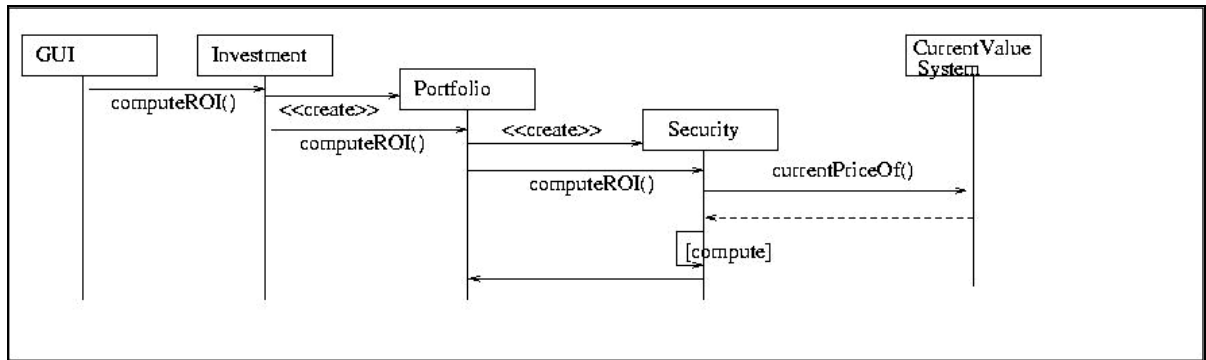 GUI
Investment
CurrentValue
System
Portfolio
computeROI()
<<create>>
computeROI()
<<create>>
Security
computeROI()
currentPriceOf()
[compute]